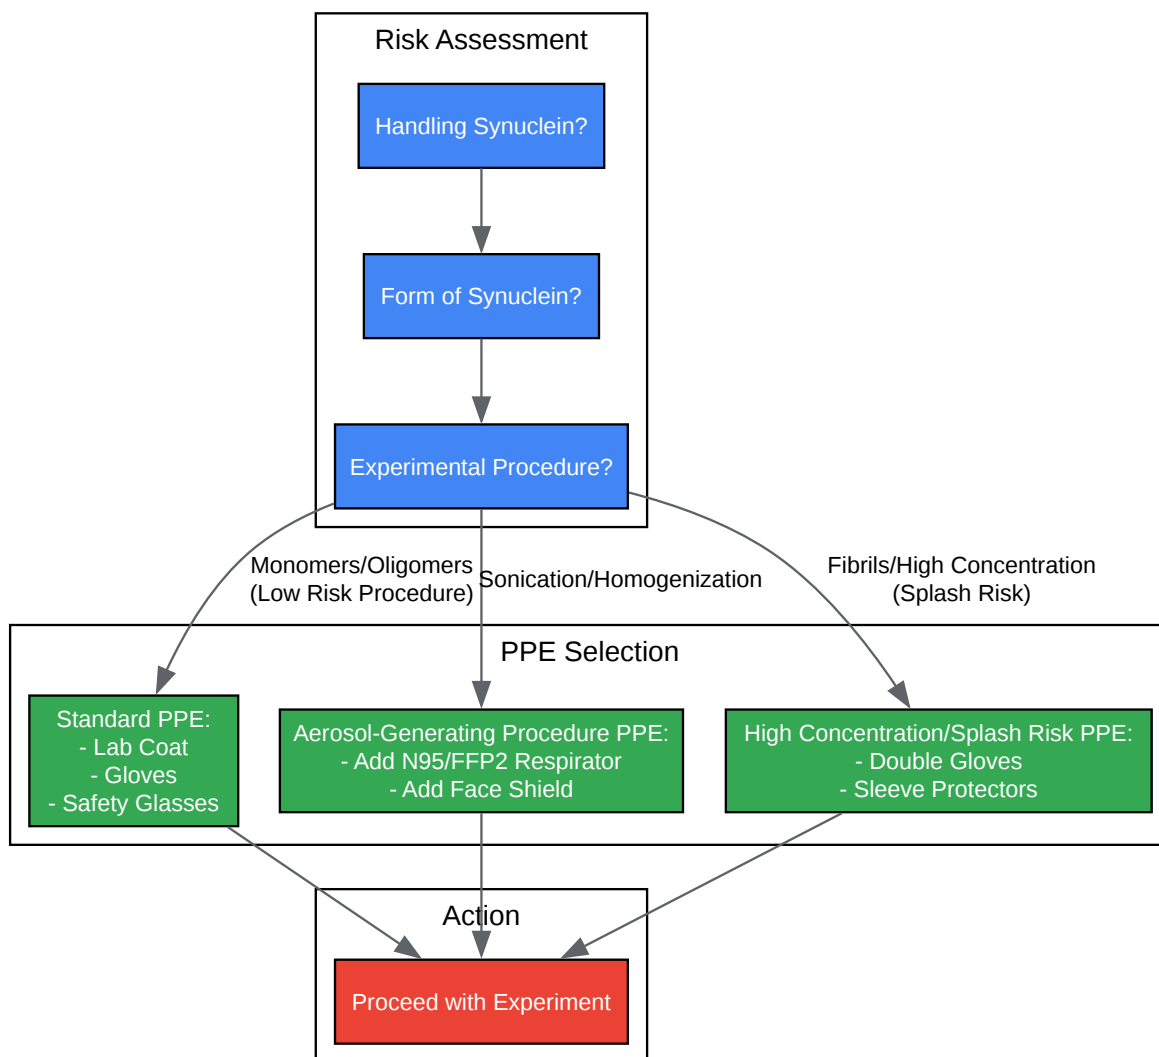 Risk Assessment
Handling Synuclein?
Form of Synuclein?
Experimental Procedure?
Monomers/Oligomers
(Low Risk Procedure)
Sonication/Homogenization
Fibrils/High Concentration
(Splash Risk)
PPE Selection
Standard PPE:
- Lab Coat
- Gloves
- Safety Glasses
Aerosol-Generating Procedure PPE:
- Add N95/FFP2 Respirator
- Add Face Shield
High Concentration/Splash Risk PPE:
- Double Gloves
- Sleeve Protectors
Action
Proceed with Experiment